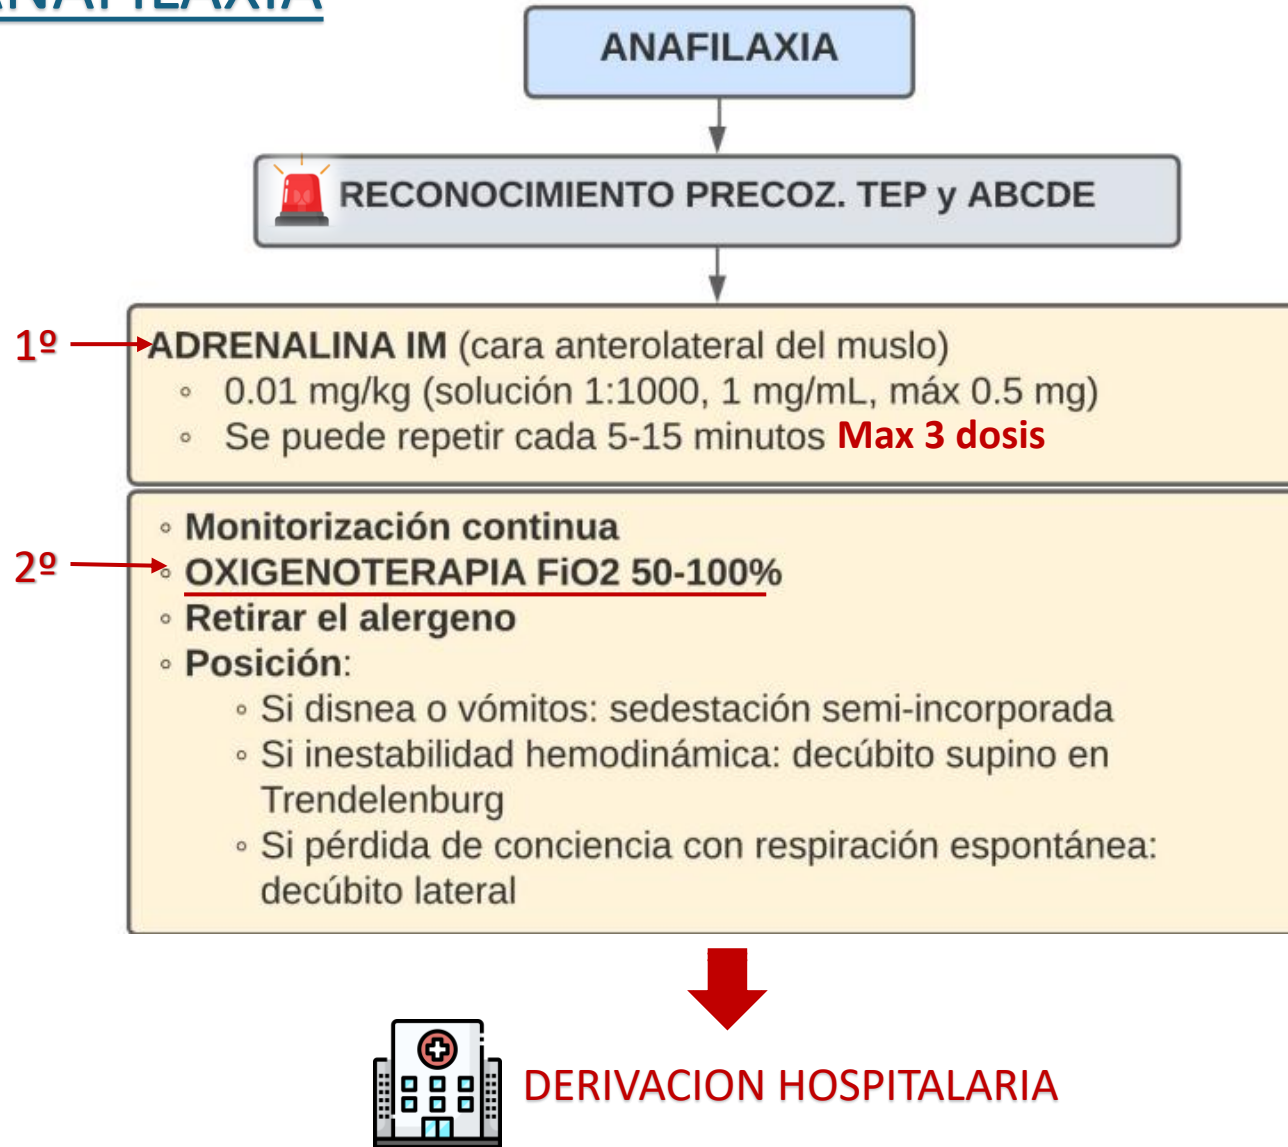 ANAFILAXIA
ANAFILAXIA
RECONOCIMIENTO PRECOZ. TEP y ABCDE
1º
ADRENALINA IM (cara anterolateral del muslo)
◦ 0.01 mg/kg (solución 1:1000, 1 mg/mL, máx 0.5 mg)
◦ Se puede repetir cada 5-15 minutos Max 3 dosis
◦ Monitorización continua
2º
◦ OXIGENOTERAPIA FiO2 50-100%
◦ Retirar el alergeno
◦ Posición:
◦ Si disnea o vómitos: sedestación semi-incorporada
◦ Si inestabilidad hemodinámica: decúbito supino en
Trendelenburg
◦ Si pérdida de conciencia con respiración espontánea:
decúbito lateral
DERIVACION HOSPITALARIA